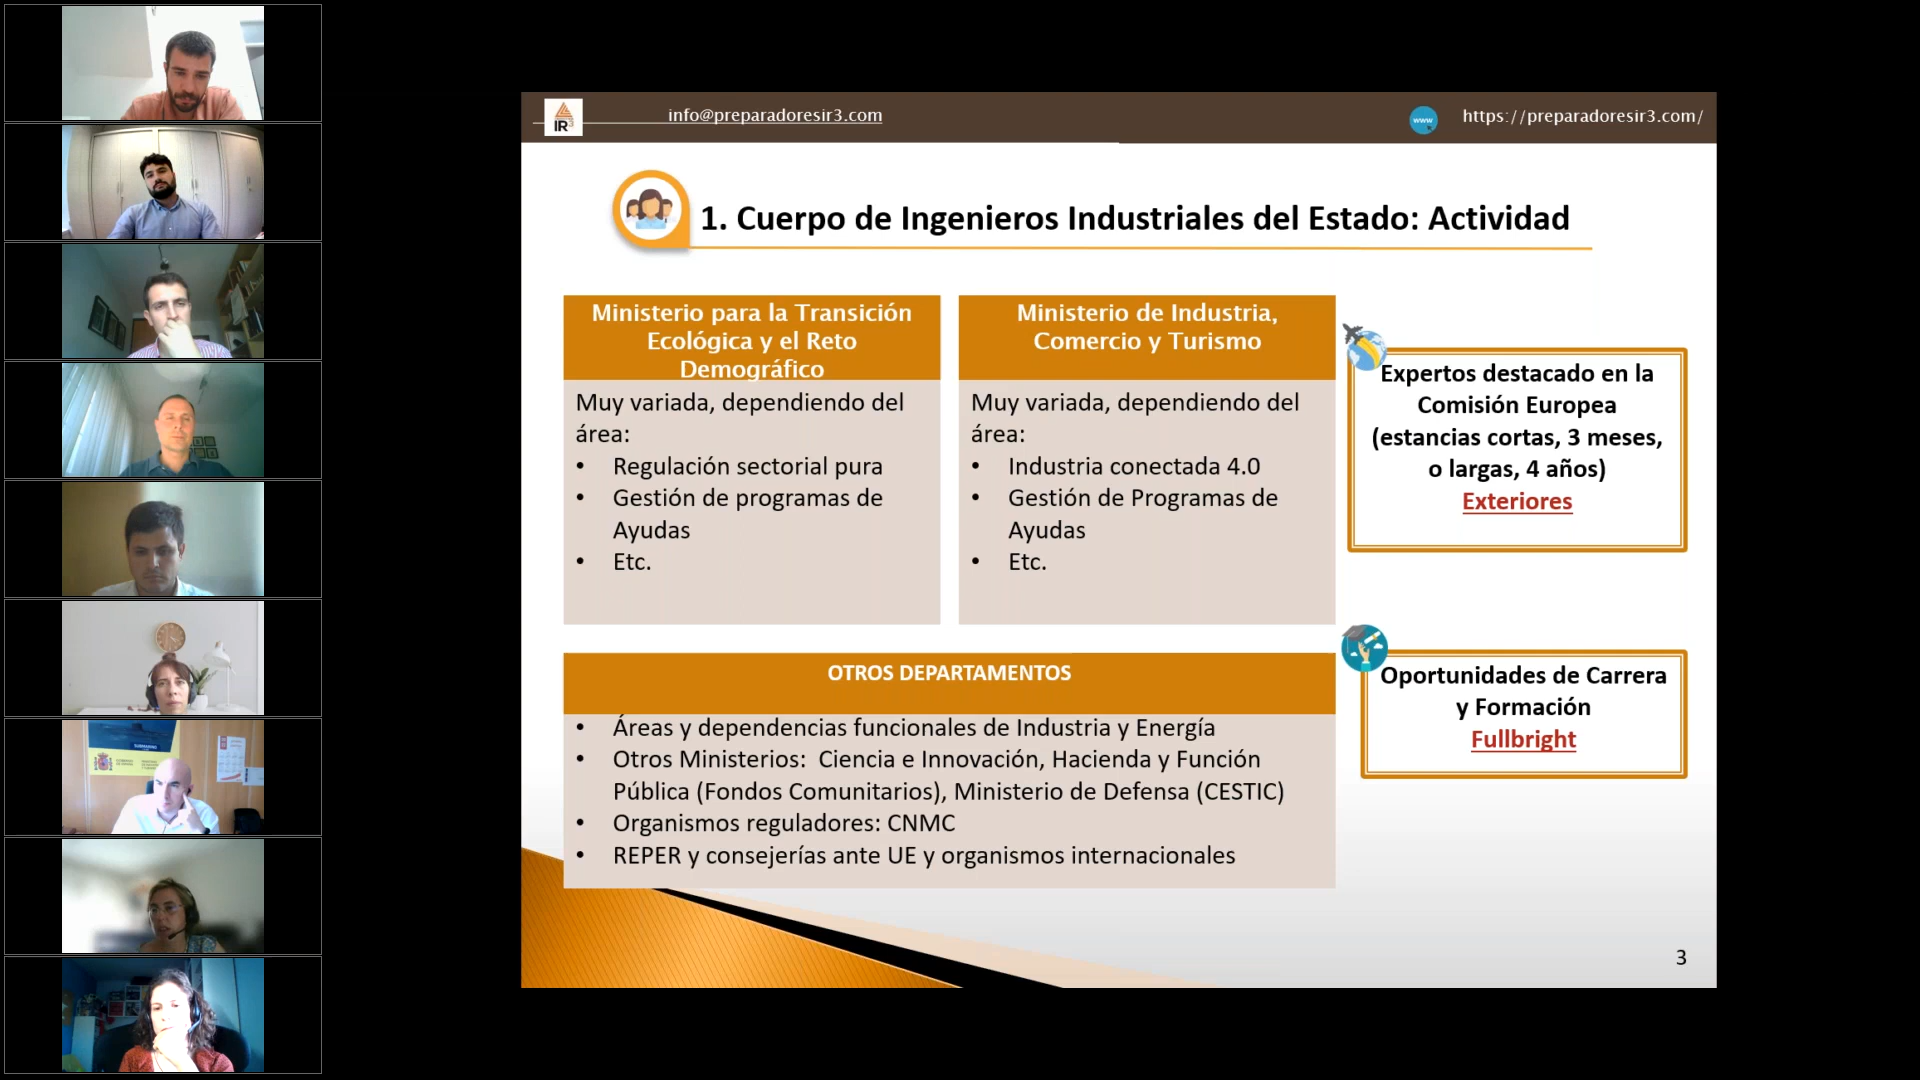 IR3
info@preparadoresir3.com
www
https://preparadoresir3.com/
1. Cuerpo de Ingenieros Industriales del Estado: Actividad
Ministerio para la Transición
Ecológica y el Reto
Demográfico
Muy variada, dependiendo del
área:
• Regulación sectorial pura
• Gestión de programas de
Ayudas
• Etc.
Ministerio de Industria,
Comercio y Turismo
Muy variada, dependiendo del
área:
• Industria conectada 4.0
• Gestión de Programas de
Ayudas
• Etc.
Expertos destacado en la
Comisión Europea
(estancias cortas, 3 meses,
o largas, 4 años)
Exteriores
OTROS DEPARTAMENTOS
• Áreas y dependencias funcionales de Industria y Energía
• Otros Ministerios: Ciencia e Innovación, Hacienda y Función
Pública (Fondos Comunitarios), Ministerio de Defensa (CESTIC)
• Organismos reguladores: CNMC
• REPER y consejerías ante UE y organismos internacionales
Oportunidades de Carrera
y Formación
Fullbright
3